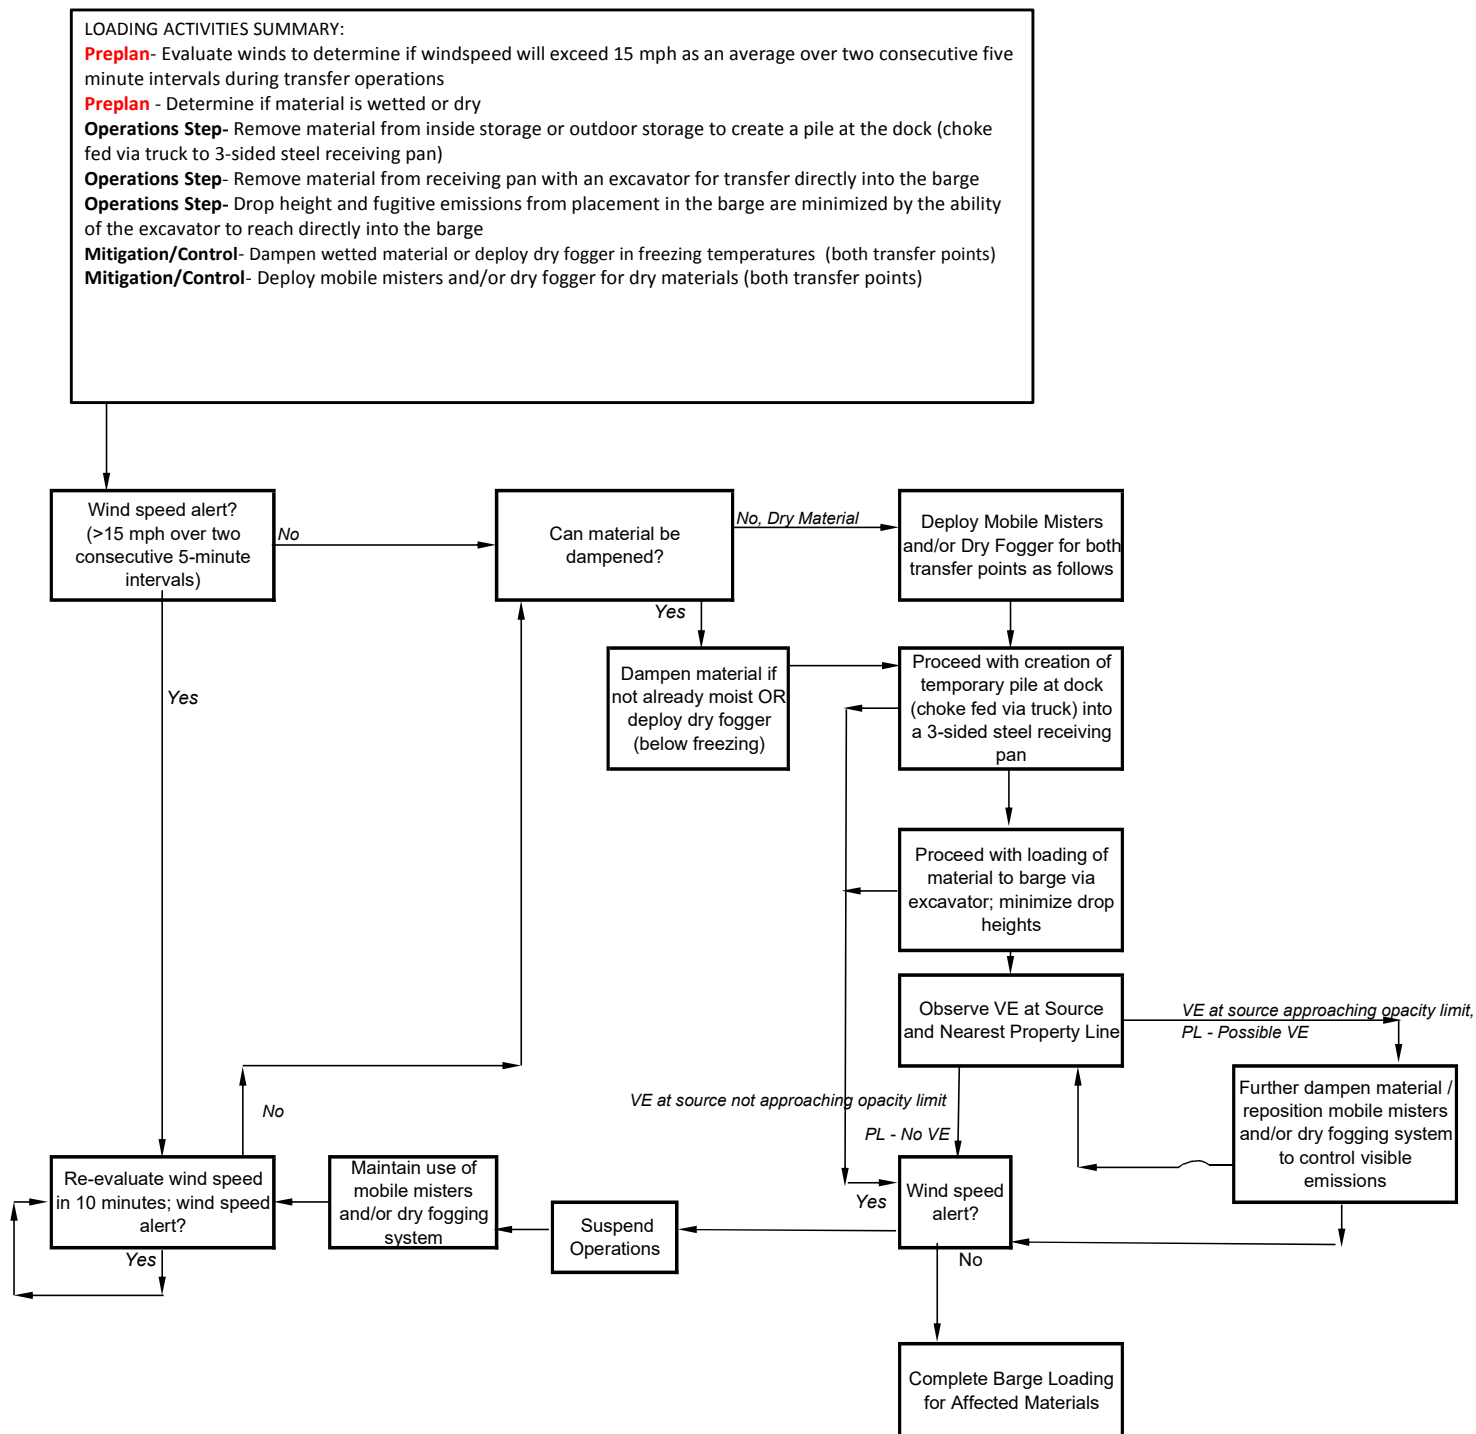 LOADING ACTIVITIES SUMMARY:
Preplan- Evaluate winds to determine if windspeed will exceed 15 mph as an average over two consecutive five
minute intervals during transfer operations
Preplan - Determine if material is wetted or dry
Operations Step- Remove material from inside storage or outdoor storage to create a pile at the dock (choke
fed via truck to 3-sided steel receiving pan)
Operations Step- Remove material from receiving pan with an excavator for transfer directly into the barge
Operations Step- Drop height and fugitive emissions from placement in the barge are minimized by the ability
of the excavator to reach directly into the barge
Mitigation/Control- Dampen wetted material or deploy dry fogger in freezing temperatures (both transfer points)
Mitigation/Control- Deploy mobile misters and/or dry fogger for dry materials (both transfer points)
Wind speed alert?
(>15 mph over two
consecutive 5-minute
intervals)
No
Can material be
dampened?
No, Dry Material
Deploy Mobile Misters
and/or Dry Fogger for both
transfer points as follows
Yes
Yes
Dampen material if
not already moist OR
deploy dry fogger
(below freezing)
Proceed with creation of
temporary pile at dock
(choke fed via truck) into
a 3-sided steel receiving
pan
Proceed with loading of
material to barge via
excavator; minimize drop
heights
Observe VE at Source
and Nearest Property Line
VE at source approaching opacity limit,
PL - Possible VE
Further dampen material /
reposition mobile misters
and/or dry fogging system
to control visible
emissions
VE at source not approaching opacity limit
PL - No VE
No
Re-evaluate wind speed
in 10 minutes; wind speed
alert?
Yes
Maintain use of
mobile misters
and/or dry fogging
system
Suspend
Operations
Yes
Wind speed
alert?
No
Complete Barge Loading
for Affected Materials